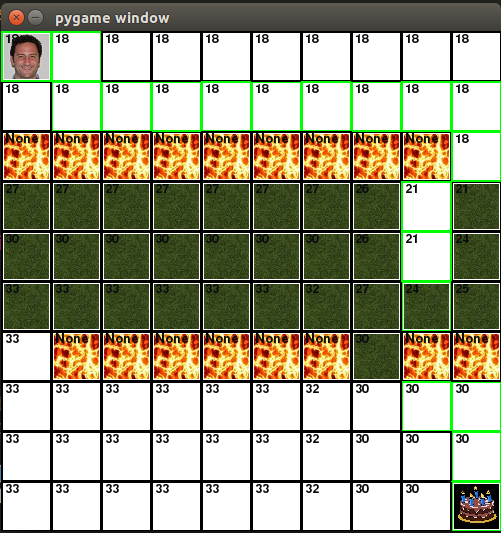 pygame window
18 18 18 18 18 18 18 18 18 18
18 18 18 18 18 18 18 18 18 18
None None None None None None None None None 18
27 27 27 27 27 27 27 26 21 21
30 30 30 30 30 30 30 26 21 24
33 33 33 33 33 33 32 27 24 25
33 None None None None None None 30 None None
33 33 33 33 33 33 32 30 30 30
33 33 33 33 33 33 32 30 30 30
33 33 33 33 33 33 32 30 30